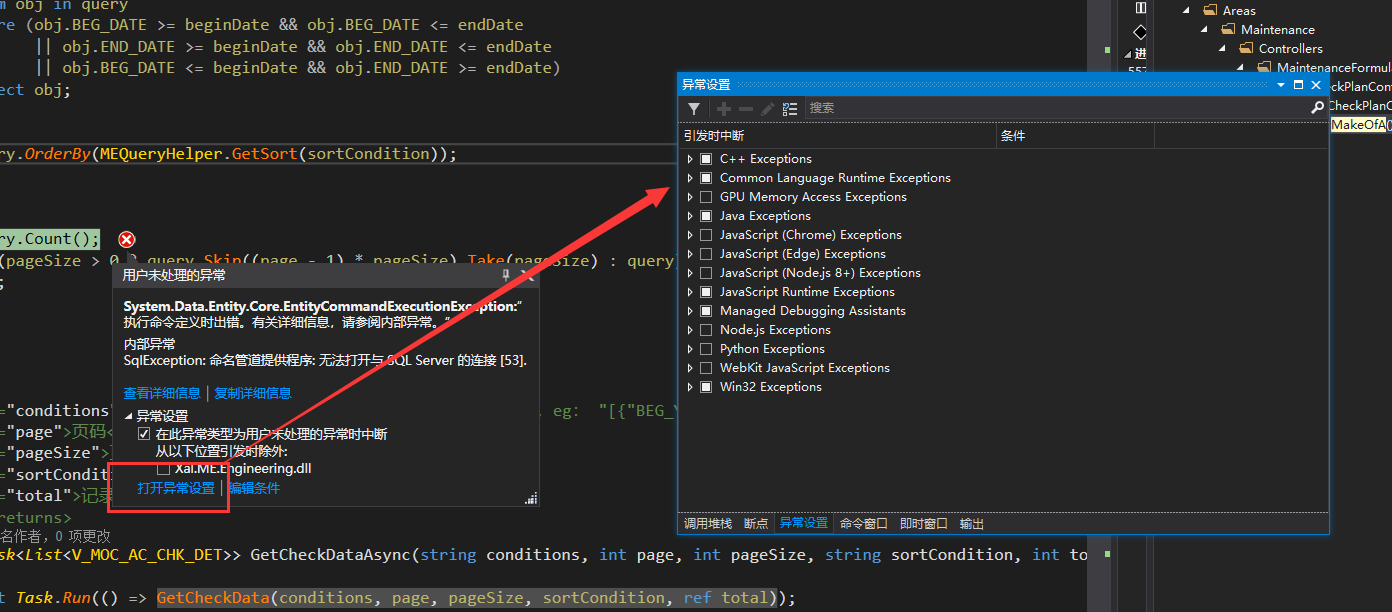 m obj in query
re (obj.BEG_DATE >= beginDate && obj.BEG_DATE <= endDate
|| obj.END_DATE >= beginDate && obj.END_DATE <= endDate
|| obj.BEG_DATE <= beginDate && obj.END_DATE >= endDate)
ect obj;
ry.OrderBy(MEQueryHelper.GetSort(sortCondition));
ry.Count();
(pageSize > 0 ? query.Skip((page - 1) * pageSize).Take(pageSize) : query
用户未处理的异常
System.Data.Entity.Core.EntityCommandExecutionException:“
执行命令定义时出错。有关详细信息，请参阅内部异常。”
内部异常
SqlException: 命名管道提供程序: 无法打开与 SQL Server 的连接 [53].
查看详细信息 | 复制详细信息
异常设置
在此异常类型为用户未处理的异常时中断
从以下位置引发时除外:
Xal.ME.Engineering.dll
打开异常设置 | 编辑条件
="conditions" eg: "[{"BEG_
="page">页码<
="pageSize">
="sortCondit
="total">记录
returns>
名作者，0 项更改
sk<List<V_MOC_AC_CHK_DET>> GetCheckDataAsync(string conditions, int page, int pageSize, string sortCondition, int to
t Task.Run(() => GetCheckData(conditions, page, pageSize, sortCondition, ref total));
异常设置
搜索
引发时中断 条件
C++ Exceptions
Common Language Runtime Exceptions
GPU Memory Access Exceptions
Java Exceptions
JavaScript (Chrome) Exceptions
JavaScript (Edge) Exceptions
JavaScript (Node.js 8+) Exceptions
JavaScript Runtime Exceptions
Managed Debugging Assistants
Node.js Exceptions
Python Exceptions
WebKit JavaScript Exceptions
Win32 Exceptions
调用堆栈 断点 异常设置 命令窗口 即时窗口 输出
进
557
Areas
Maintenance
Controllers
MaintenanceFormul
ckPlanCon
CheckPlanC
MakeOfA(